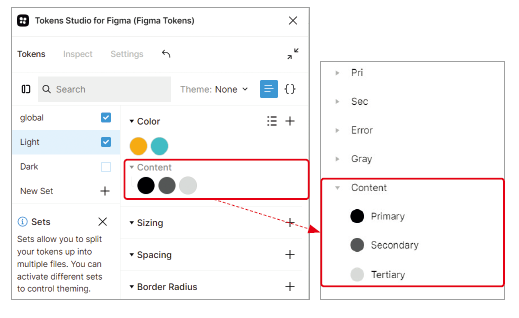 Tokens Studio for Figma (Figma Tokens)
Tokens Inspect Settings
Search
Theme: None
global
Light
Dark
New Set
Sets
Sets allow you to split
your tokens up into
multiple files. You can
activate different sets
to control theming.
Color
Content
Sizing
Spacing
Border Radius
Pri
Sec
Error
Gray
Content
Primary
Secondary
Tertiary